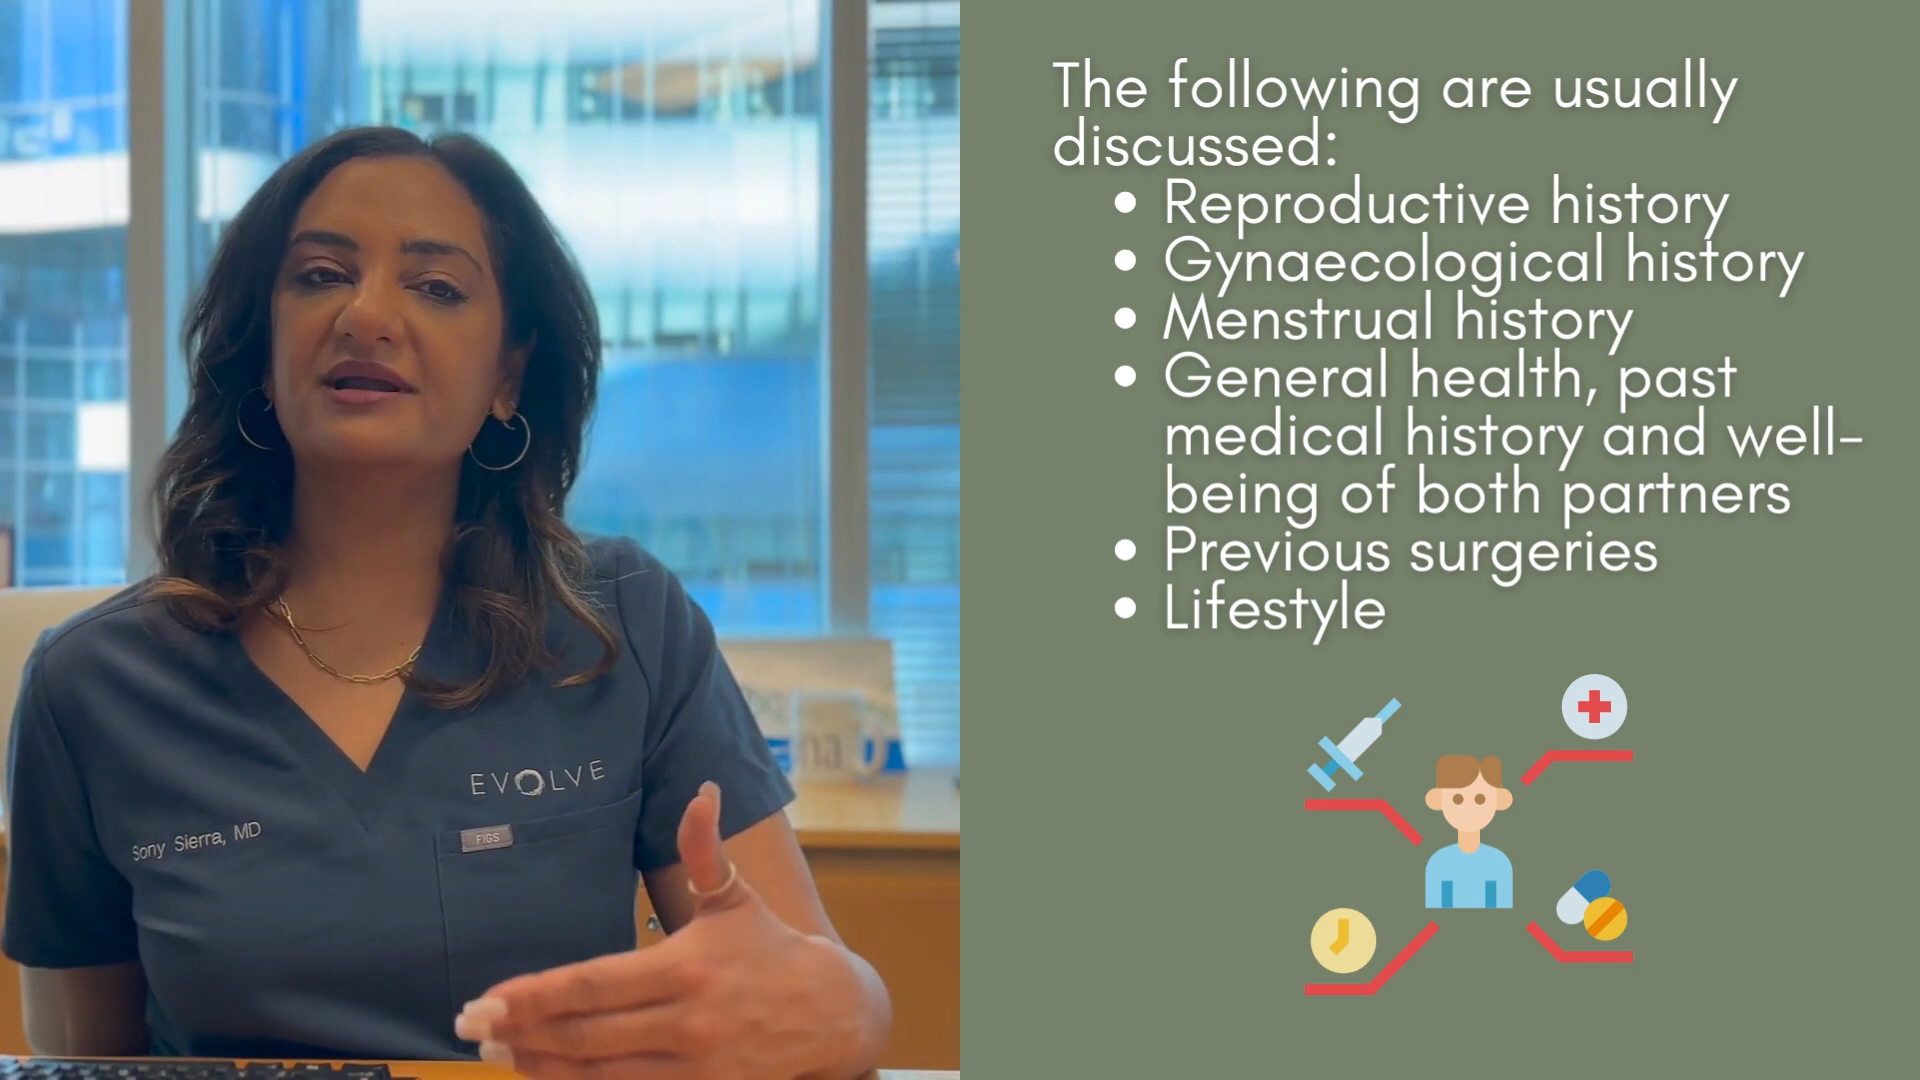 The following are usually
discussed:
• Reproductive history
• Gynaecological history
• Menstrual history
• General health, past
medical history and well-
being of both partners
• Previous surgeries
• Lifestyle
EVOLVE
Sony Sierra, MD
FIGS
na